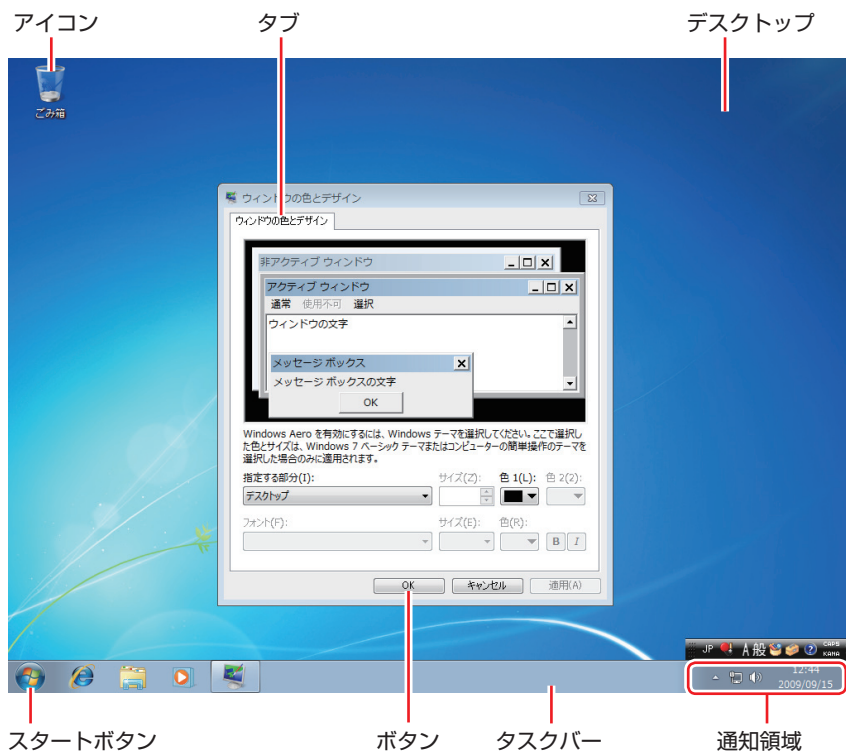 アイコン
タブ
デスクトップ
ごみ箱
ウィンドウの色とデザイン
ウィンドウの色とデザイン
非アクティブ ウィンドウ
アクティブ ウィンドウ
通常 使用不可 選択
ウィンドウの文字
メッセージ ボックス
メッセージ ボックスの文字
OK
Windows Aero を有効にするには、Windows テーマを選択してください。ここで選択し
た色とサイズは、Windows 7 ベーシック テーマまたはコンピューターの簡単操作のテーマを
選択した場合のみに適用されます。
指定する部分(I): サイズ(Z): 色 1(L): 色 2(2):
デスクトップ
フォント(F): サイズ(E): 色(R):
B I
OK キャンセル 適用(A)
JP A 般 CAPS
KANA
12:44
2009/09/15
スタートボタン
ボタン
タスクバー
通知領域